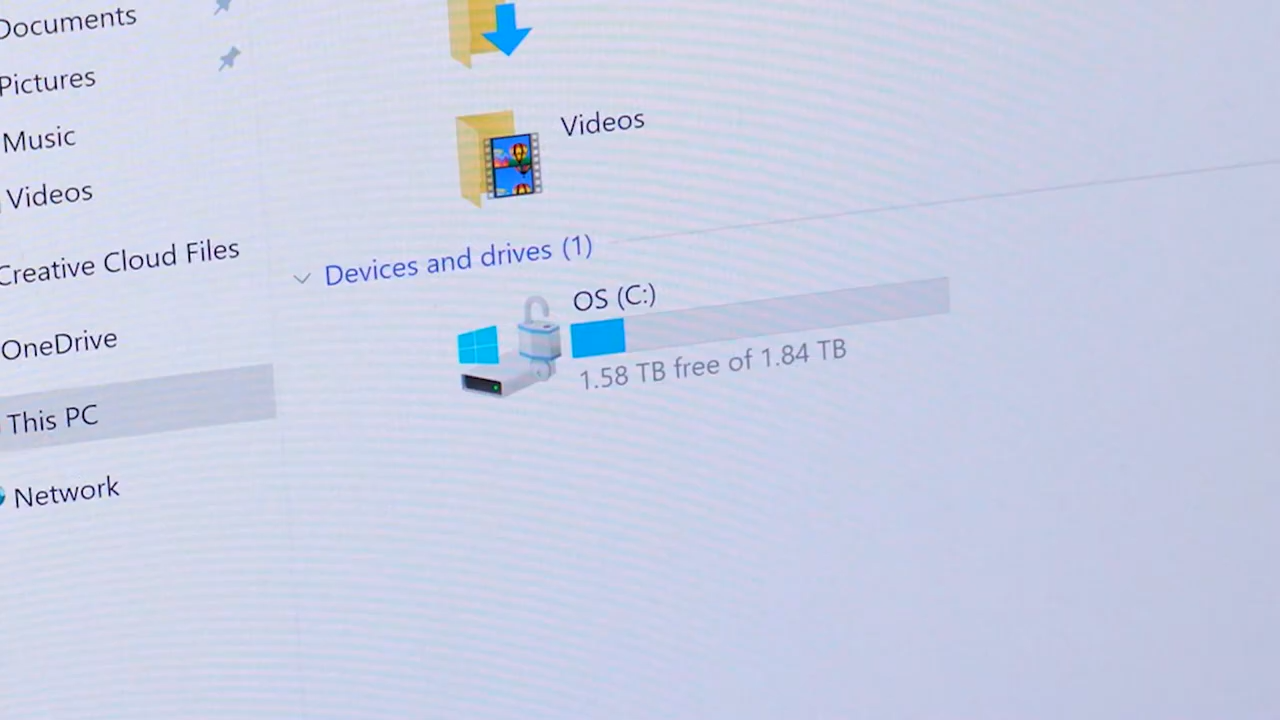 Documents
Pictures
Music
Videos
Creative Cloud Files
OneDrive
This PC
Network
Videos
Devices and drives (1)
OS (C:)
1.58 TB free of 1.84 TB